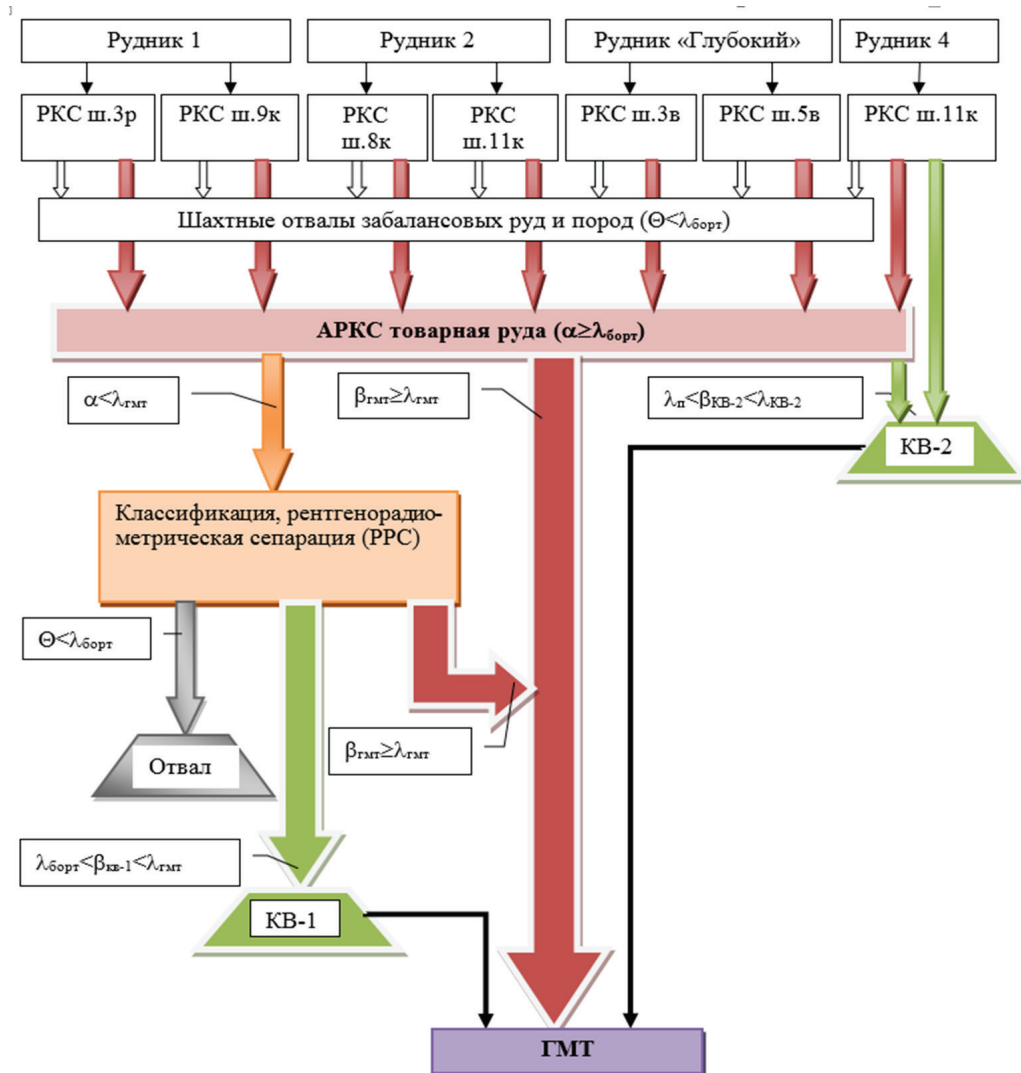 Рудник 1
Рудник 2
Рудник «Глубокий»
Рудник 4
РКС ш.3р
РКС ш.9к
РКС
ш.8к
РКС
ш.11к
РКС ш.3в
РКС ш.5в
РКС ш.11к
Шахтные отвалы забалансовых руд и пород (Θ<λборт)
АРКС товарная руда (α≥λборт)
α<λгмт
βгмт≥λгмт
λп<βКВ-2<λКВ-2
КВ-2
Классификация, рентгенорадио-
метрическая сепарация (РРС)
Θ<λборт
βгмт≥λгмт
Отвал
λборт<βкв-1<λгмт
КВ-1
ГМТ